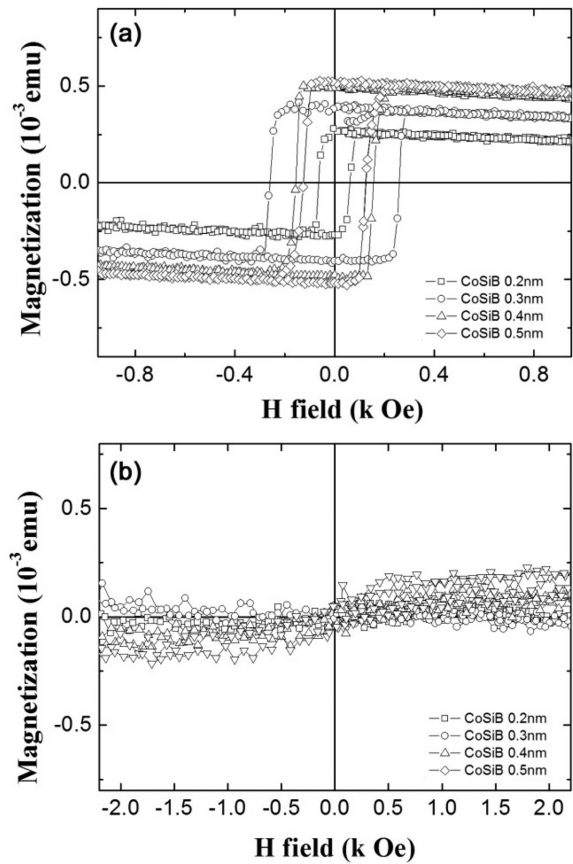 (a)
Magnetization (10⁻³ emu)
0.5
0.0
-0.5
-0.8
-0.4
0.0
0.4
0.8
CoSiB 0.2nm
CoSiB 0.3nm
CoSiB 0.4nm
CoSiB 0.5nm
H field (k Oe)
(b)
Magnetization (10⁻³ emu)
0.5
0.0
-0.5
-2.0
-1.5
-1.0
-0.5
0.0
0.5
1.0
1.5
2.0
CoSiB 0.2nm
CoSiB 0.3nm
CoSiB 0.4nm
CoSiB 0.5nm
H field (k Oe)